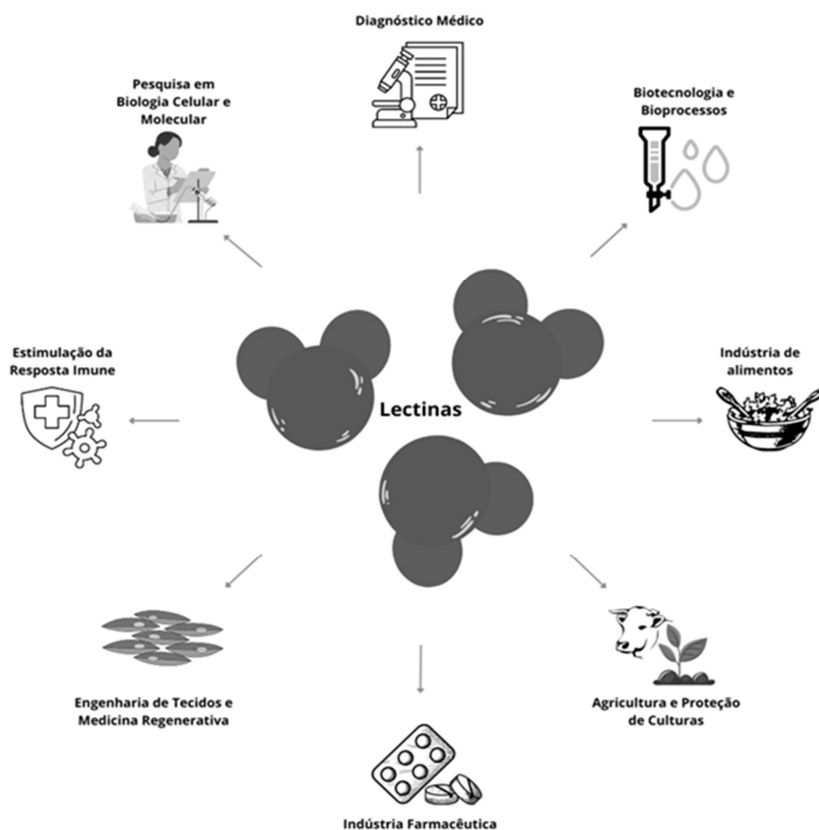 Diagnóstico Médico
Pesquisa em
Biologia Celular e
Molecular
Biotecnologia e
Bioprocessos
Estimulação da
Resposta Imune
Lectinas
Indústria de
alimentos
Engenharia de Tecidos e
Medicina Regenerativa
Agricultura e Proteção
de Culturas
Indústria Farmacêutica